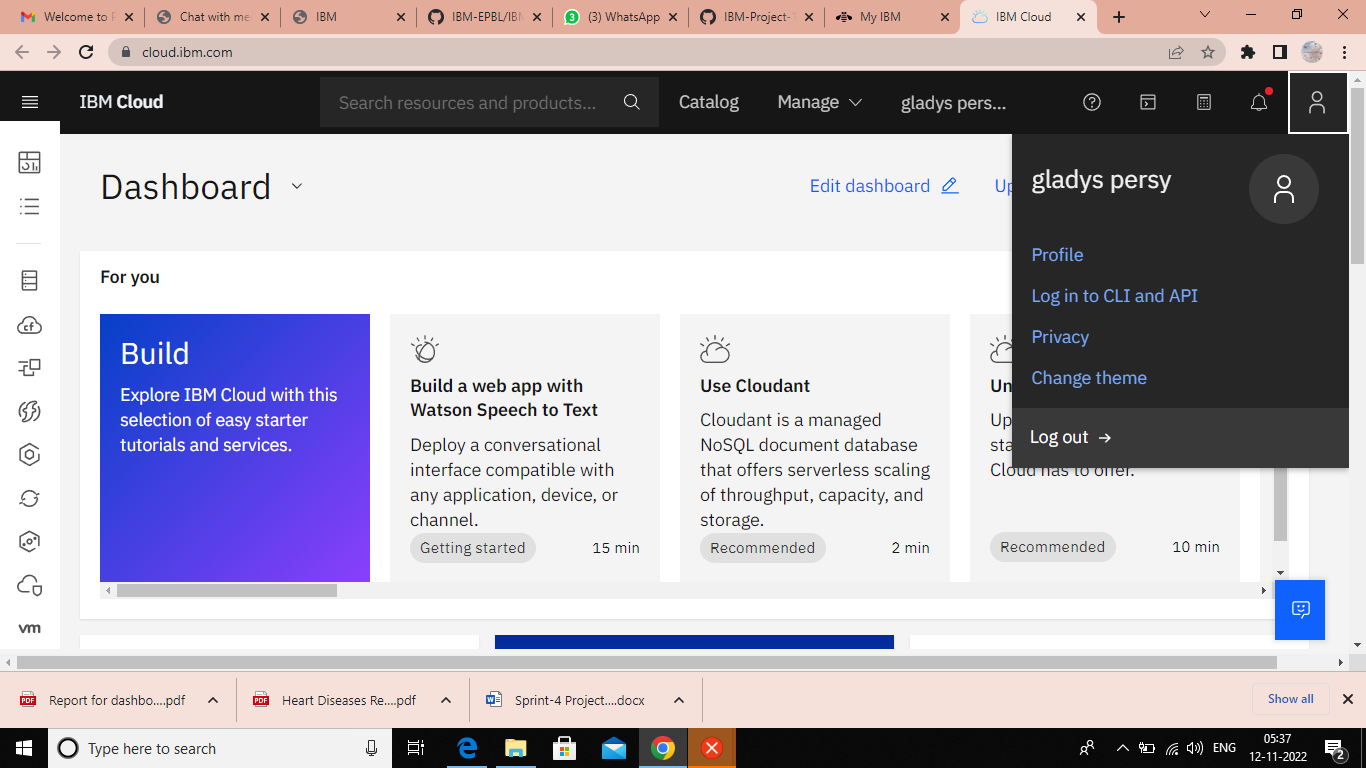 Welcome to P
Chat with me
IBM
IBM-EPBL/IBM
(3) WhatsApp
IBM-Project-1
My IBM
IBM Cloud
cloud.ibm.com
IBM Cloud
Search resources and products...
Catalog
Manage
gladys pers...
Dashboard
Edit dashboard
Up
gladys persy
Profile
Log in to CLI and API
Privacy
Change theme
Log out →
For you
Build
Explore IBM Cloud with this
selection of easy starter
tutorials and services.
Build a web app with
Watson Speech to Text
Deploy a conversational
interface compatible with
any application, device, or
channel.
Getting started
15 min
Use Cloudant
Cloudant is a managed
NoSQL document database
that offers serverless scaling
of throughput, capacity, and
storage.
Recommended
2 min
Un
Up
sta
Cloud has to offer.
Recommended
10 min
cf
vm
PDF
Report for dashbo....pdf
PDF
Heart Diseases Re....pdf
Sprint-4 Project....docx
Show all
Type here to search
ENG
05:37
12-11-2022
2